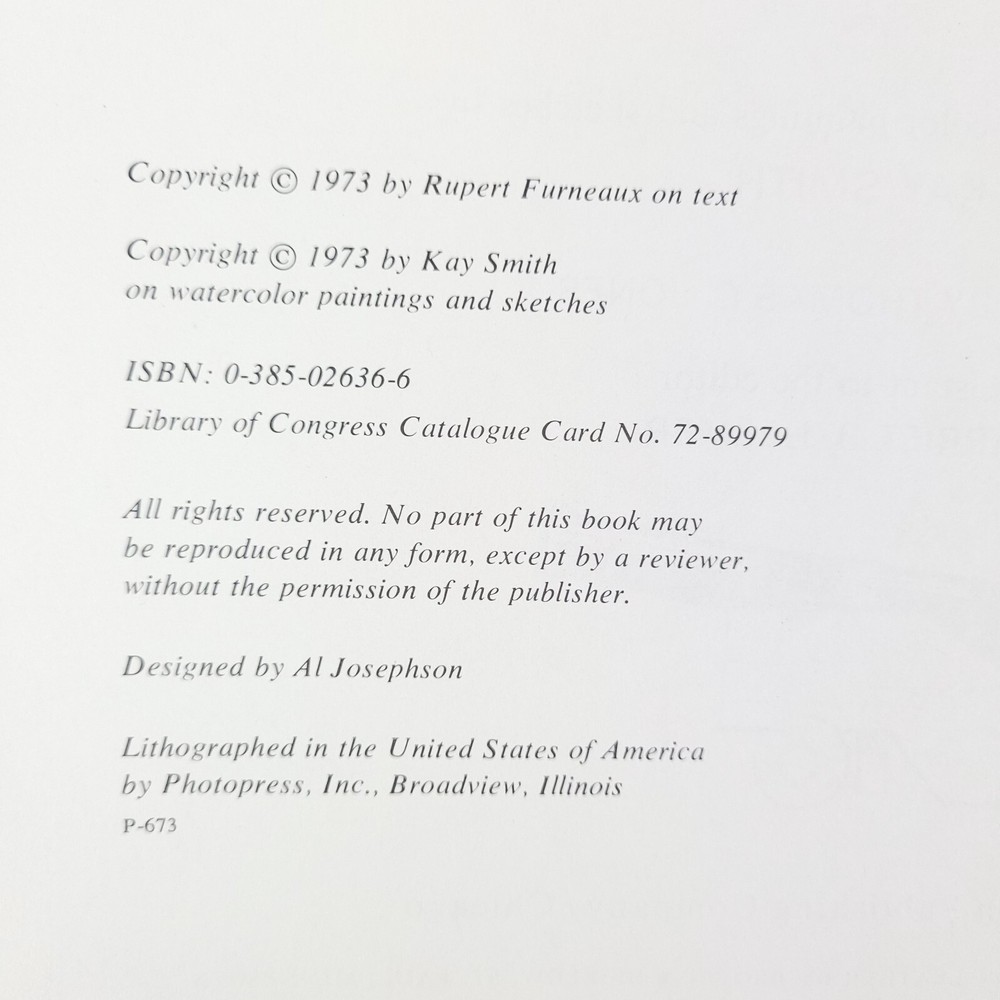 Copyright © 1973 by Rupert Furneaux on text
Copyright © 1973 by Kay Smith
on watercolor paintings and sketches
ISBN: 0-385-02636-6
Library of Congress Catalogue Card No. 72-89979
All rights reserved. No part of this book may
be reproduced in any form, except by a reviewer,
without the permission of the publisher.
Designed by Al Josephson
Lithographed in the United States of America
by Photopress, Inc., Broadview, Illinois
P-673